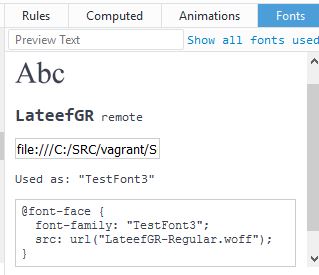 Rules Computed Animations Fonts
Preview Text Show all fonts used
Abc
LateefGR remote
file:///C:/SRC/vagrant/S
Used as: "TestFont3"
@font-face {
font-family: "TestFont3";
src: url("LateefGR-Regular.woff");
}